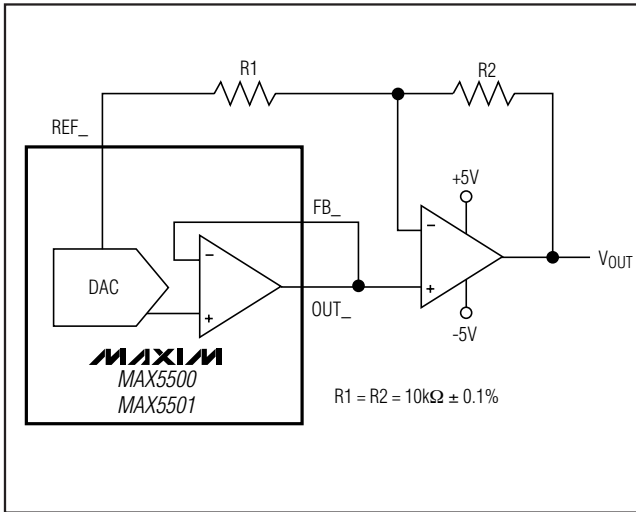 R1
R2
REF_
+5V
FB_
−
−
DAC
VOUT
+
+
OUT_
-5V
MAXIM
MAX5500
MAX5501
R1 = R2 = 10kΩ ± 0.1%